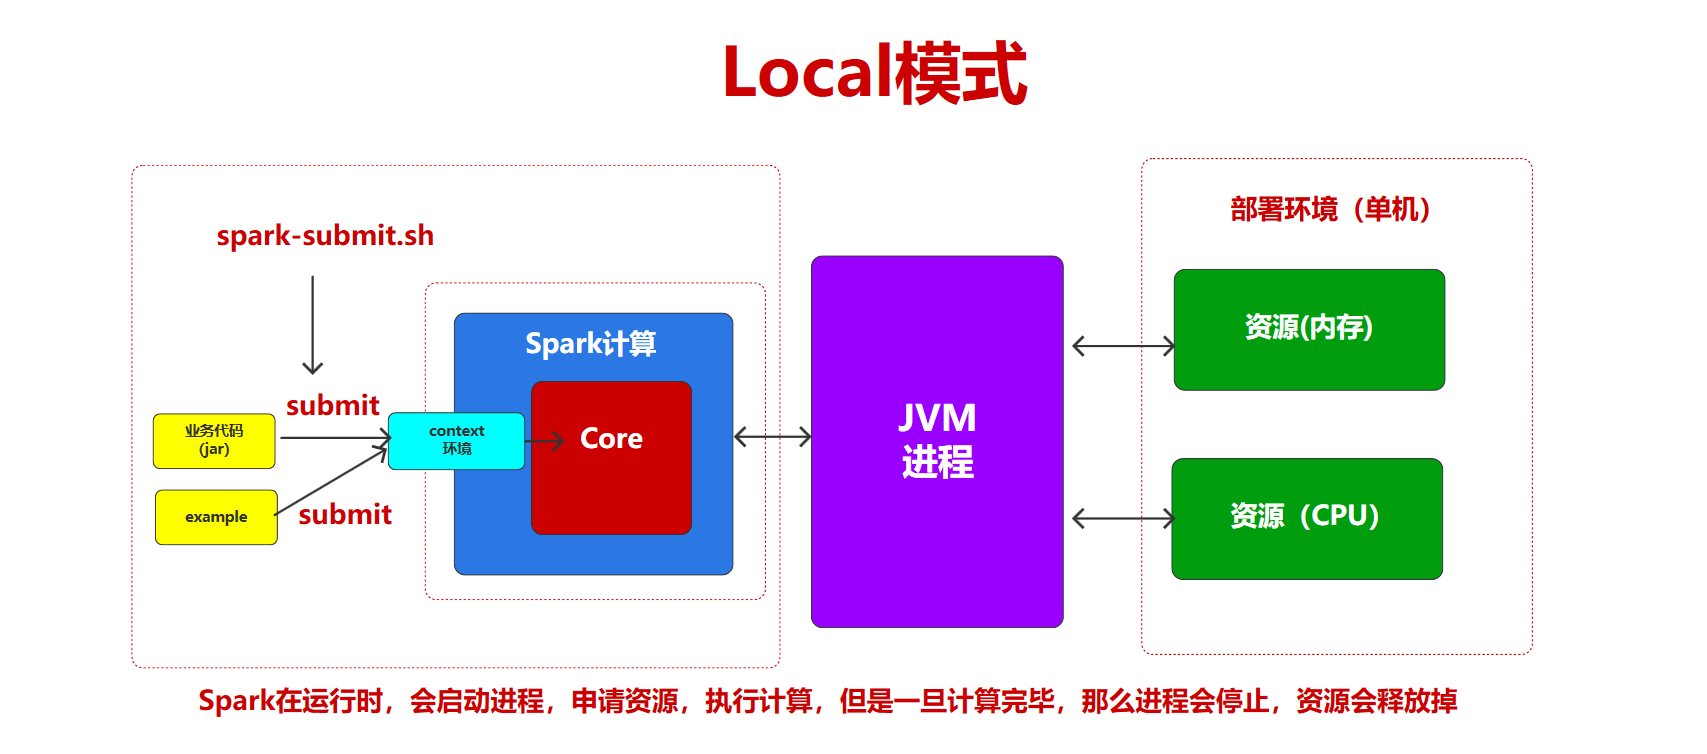 Local模式
spark-submit.sh
submit
业务代码
(jar)
example
submit
context
环境
Spark计算
Core
JVM
进程
部署环境（单机）
资源(内存)
资源（CPU）
Spark在运行时，会启动进程，申请资源，执行计算，但是一旦计算完毕，那么进程会停止，资源会释放掉